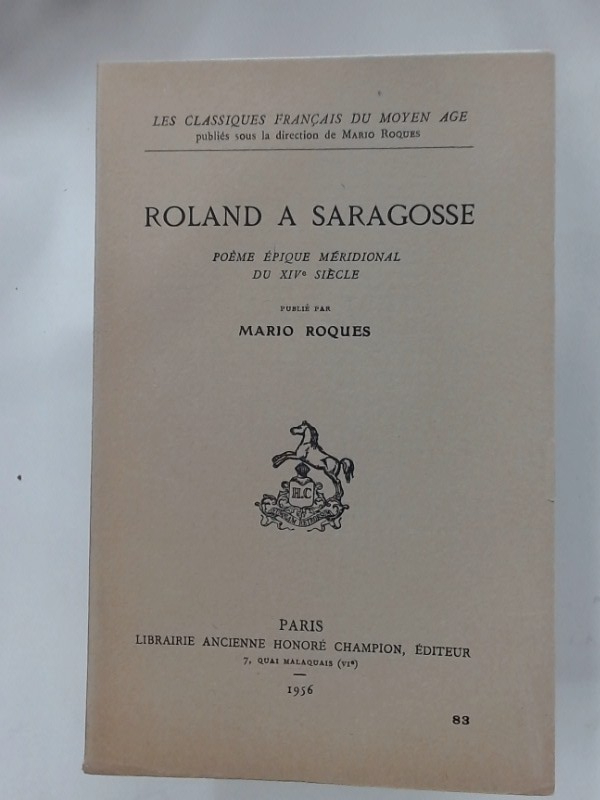 LES CLASSIQUES FRANÇAIS DU MOYEN AGE
publiés sous la direction de MARIO ROQUES
ROLAND A SARAGOSSE
POÈME ÉPIQUE MÉRIDIONAL
DU XIVe SIÈCLE
PUBLIÉ PAR
MARIO ROQUES
H.C
PARIS
LIBRAIRIE ANCIENNE HONORÉ CHAMPION, ÉDITEUR
7, QUAI MALAQUAIS (VIe)
1956
83